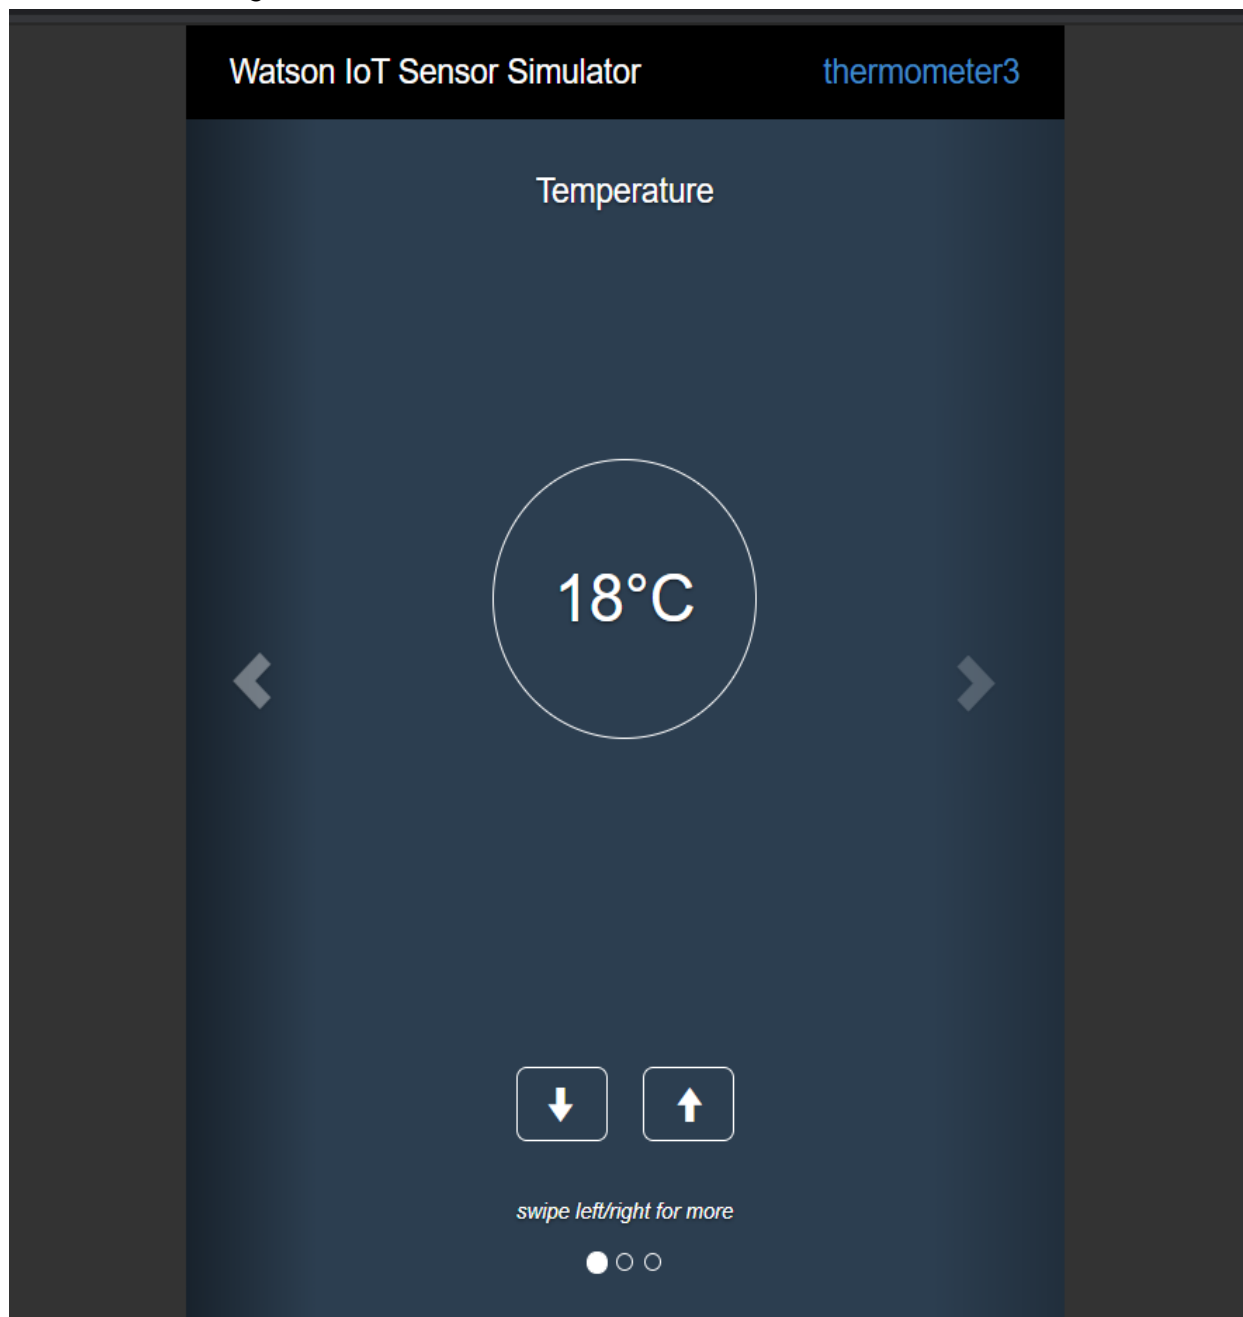 Watson IoT Sensor Simulator thermometer3
Temperature
18°C
swipe left/right for more